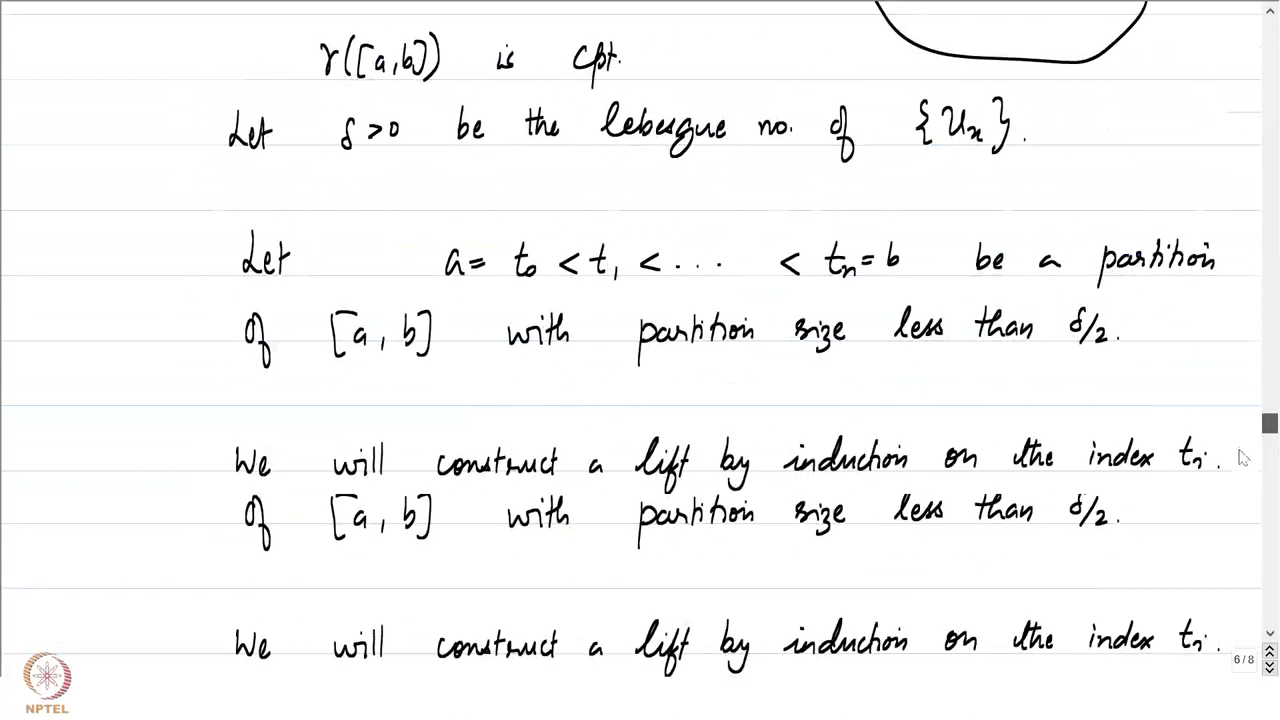 γ([a,b]) is cpt.
Let δ>0 be the lebesgue no. of {Ux}.
Let a= t0 < t1 < ... < tn = b be a partition
of [a, b] with partition size less than δ/2.
We will construct a lift by induction on the index ti.
of [a, b] with partition size less than δ/2.
We will construct a lift by induction on the index ti.
6 / 8
NPTEL